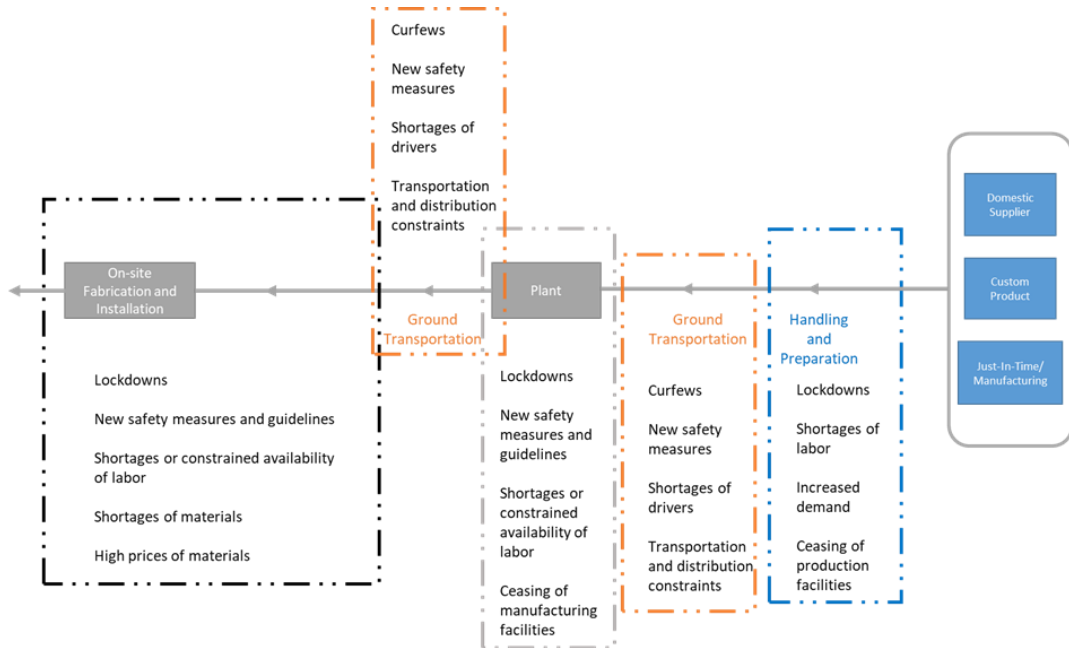 Curfews
New safety
measures
Shortages of
drivers
Transportation
and distribution
constraints
Ground
Transportation
On-site
Fabrication and
Installation
Lockdowns
New safety measures and guidelines
Shortages or constrained availability
of labor
Shortages of materials
High prices of materials
Plant
Lockdowns
New safety
measures and
guidelines
Shortages or
constrained
availability of
labor
Ceasing of
manufacturing
facilities
Ground
Transportation
Curfews
New safety
measures
Shortages of
drivers
Transportation
and distribution
constraints
Handling
and
Preparation
Lockdowns
Shortages of
labor
Increased
demand
Ceasing of
production
facilities
Domestic
Supplier
Custom
Product
Just-In-Time/
Manufacturing